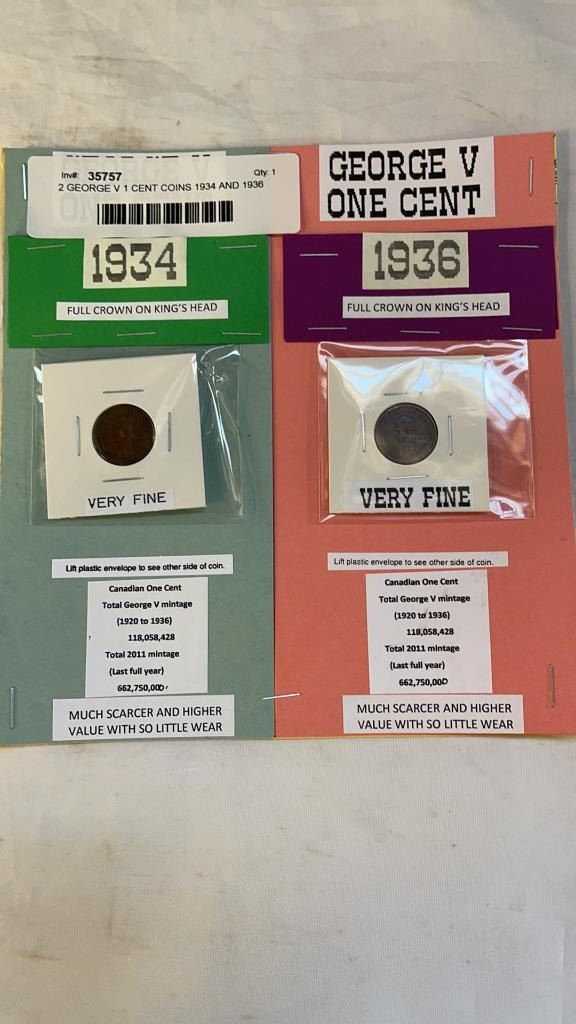 Inv#: 35757 Qty: 1
2 GEORGE V 1 CENT COINS 1934 AND 1936
1934
FULL CROWN ON KING'S HEAD
VERY FINE
Lift plastic envelope to see other side of coin.
Canadian One Cent
Total George V mintage
(1920 to 1936)
118,058,428
Total 2011 mintage
(Last full year)
662,750,000
MUCH SCARCER AND HIGHER
VALUE WITH SO LITTLE WEAR
GEORGE V
ONE CENT
1936
FULL CROWN ON KING'S HEAD
VERY FINE
Lift plastic envelope to see other side of coin.
Canadian One Cent
Total George V mintage
(1920 to 1936)
118,058,428
Total 2011 mintage
(Last full year)
662,750,000
MUCH SCARCER AND HIGHER
VALUE WITH SO LITTLE WEAR